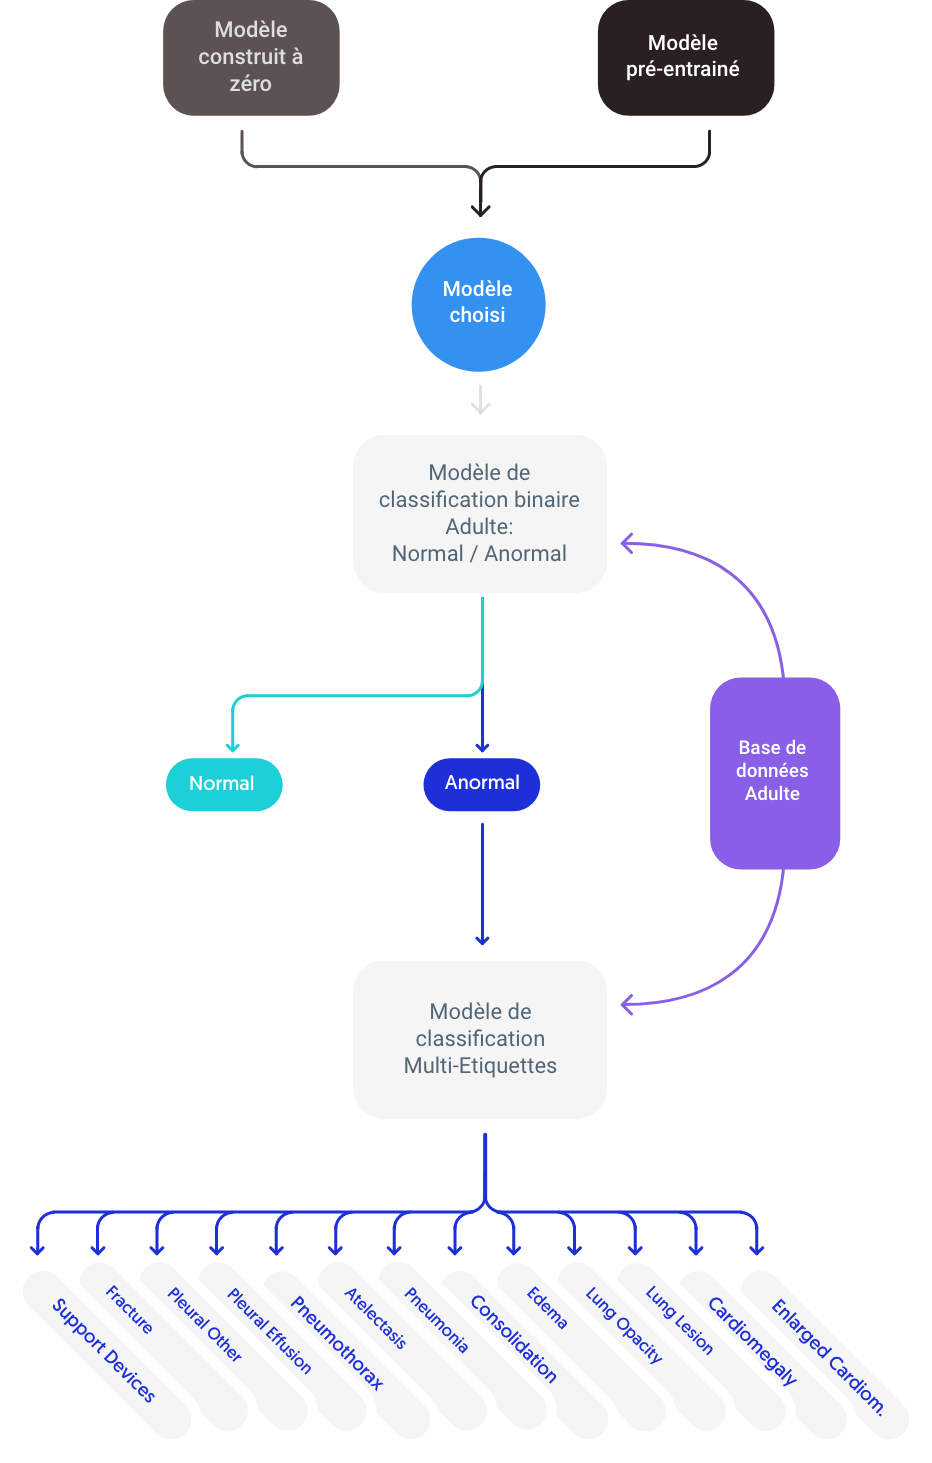 Modèle
construit à
zéro
Modèle
pré-entrainé
Modèle
choisi
Modèle de
classification binaire
Adulte:
Normal / Anormal
Normal
Anormal
Base de
données
Adulte
Modèle de
classification
Multi-Etiquettes
Support Devices
Fracture
Pleural Other
Pleural Effusion
Pneumothorax
Atelectasis
Pneumonia
Consolidation
Edema
Lung Opacity
Lung Lesion
Cardiomegaly
Enlarged Cardiom.